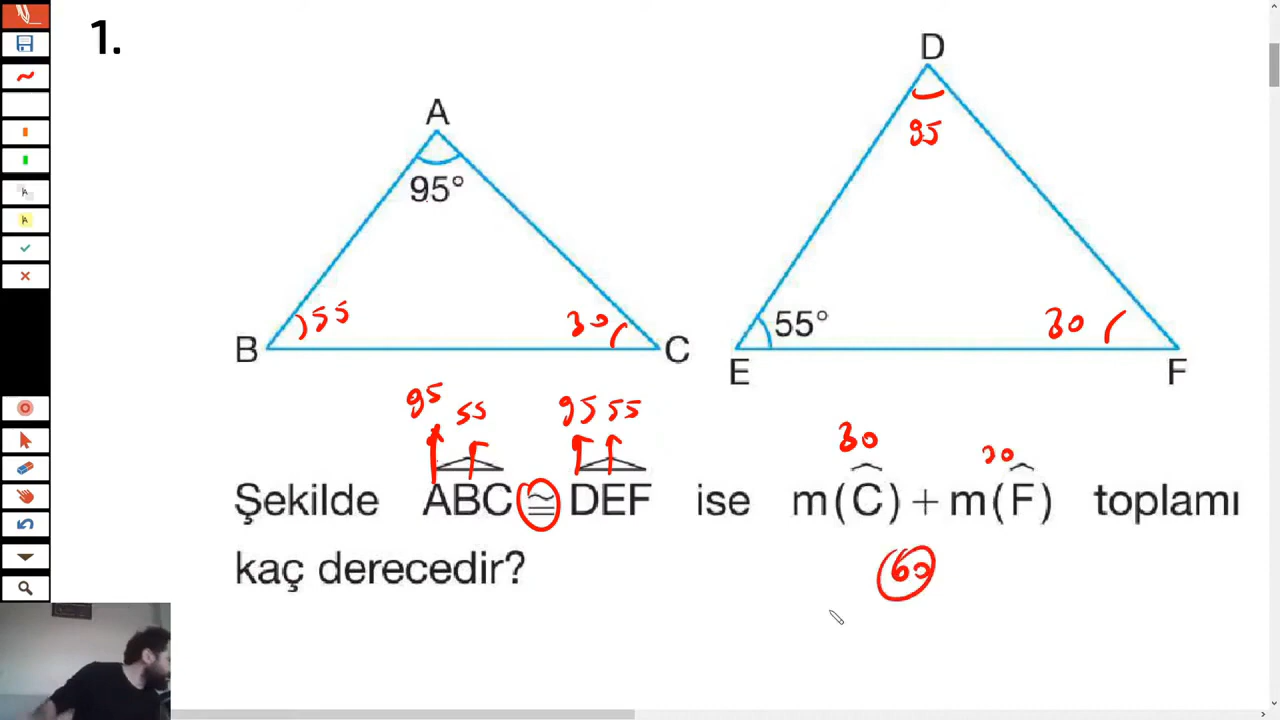 1.
A
95°
B
55
30
C
D
95
E
55°
30
F
95 55 95 55
30 30
Şekilde ABC ≅ DEF ise m(C) + m(F) toplamı
kaç derecedir?
60